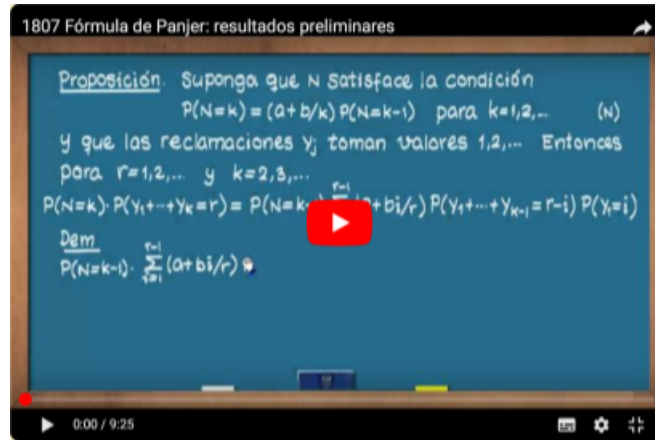 1807 Fórmula de Panjer: resultados preliminares
Proposición. Suponga que N satisface la condición
P(N=k) = (a+b/k) P(N=k-1) para k=1,2,... (N)
y que las reclamaciones Yj toman valores 1,2,... Entonces
para r=1,2,... y k=2,3,...
P(N=k)·P(Y₁+···+Yₖ=r) = P(N=k- r-1 (a+bi/r) P(Y₁+···+Yₖ₋₁=r-i) P(Y₁=i)
Dem
P(N=k-1)· r-1 ∑ i=1 (a+bi/r)
0:00 / 9:25